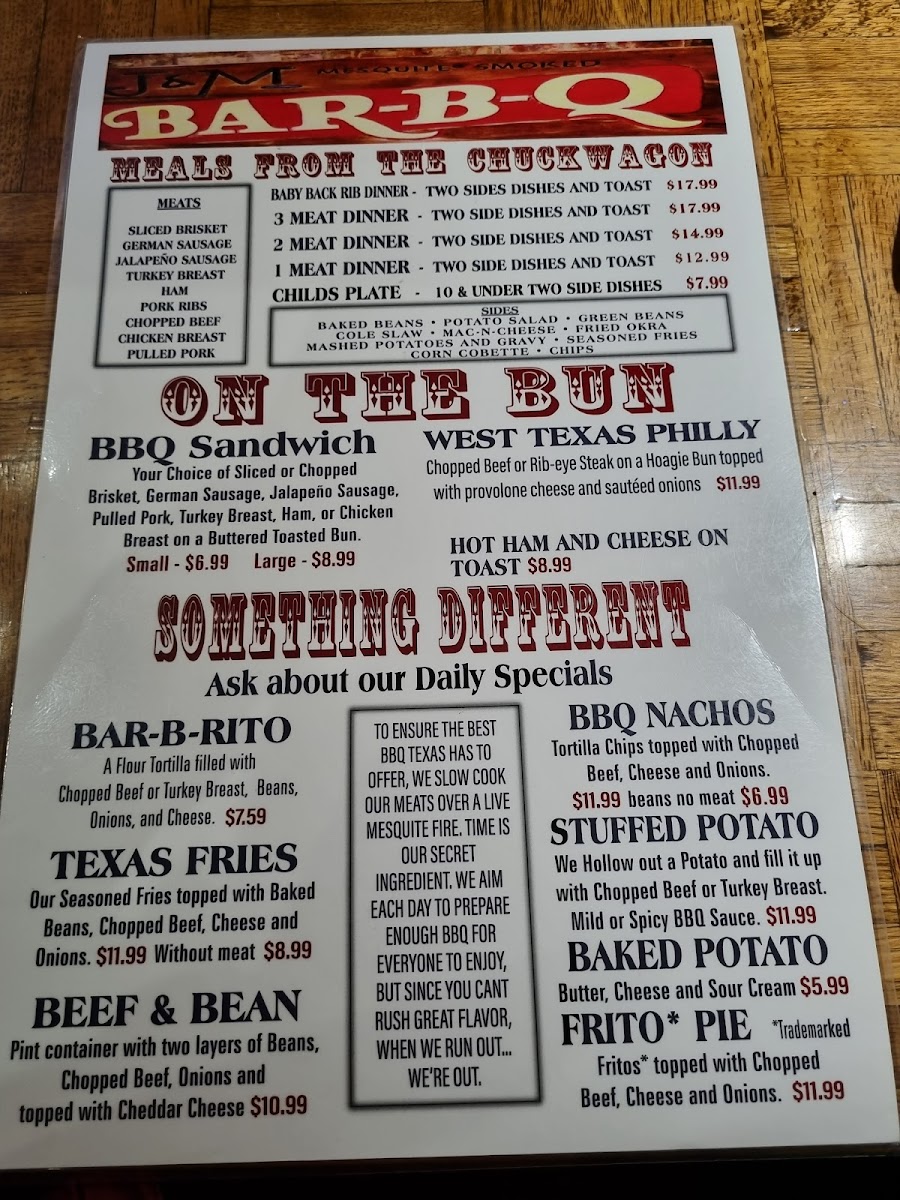 J & M MESQUITE SMOKED
BAR-B-Q
MEALS FROM THE CHUCKWAGON
MEATS
SLICED BRISKET
GERMAN SAUSAGE
JALAPEÑO SAUSAGE
TURKEY BREAST
HAM
PORK RIBS
CHOPPED BEEF
CHICKEN BREAST
PULLED PORK
BABY BACK RIB DINNER - TWO SIDES DISHES AND TOAST $17.99
3 MEAT DINNER - TWO SIDE DISHES AND TOAST $17.99
2 MEAT DINNER - TWO SIDE DISHES AND TOAST $14.99
1 MEAT DINNER - TWO SIDE DISHES AND TOAST $12.99
CHILDS PLATE - 10 & UNDER TWO SIDE DISHES $7.99
SIDES
BAKED BEANS • POTATO SALAD • GREEN BEANS
COLE SLAW • MAC-N-CHEESE • FRIED OKRA
MASHED POTATOES AND GRAVY • SEASONED FRIES
CORN COBETTE • CHIPS
ON THE BUN
BBQ Sandwich
Your Choice of Sliced or Chopped
Brisket, German Sausage, Jalapeño Sausage,
Pulled Pork, Turkey Breast, Ham, or Chicken
Breast on a Buttered Toasted Bun.
Small - $6.99 Large - $8.99
WEST TEXAS PHILLY
Chopped Beef or Rib-eye Steak on a Hoagie Bun topped
with provolone cheese and sautéed onions $11.99
HOT HAM AND CHEESE ON
TOAST $8.99
SOMETHING DIFFERENT
Ask about our Daily Specials
BAR-B-RITO
A Flour Tortilla filled with
Chopped Beef or Turkey Breast, Beans,
Onions, and Cheese. $7.59
TEXAS FRIES
Our Seasoned Fries topped with Baked
Beans, Chopped Beef, Cheese and
Onions. $11.99 Without meat $8.99
BEEF & BEAN
Pint container with two layers of Beans,
Chopped Beef, Onions and
topped with Cheddar Cheese $10.99
TO ENSURE THE BEST
BBQ TEXAS HAS TO
OFFER, WE SLOW COOK
OUR MEATS OVER A LIVE
MESQUITE FIRE. TIME IS
OUR SECRET
INGREDIENT. WE AIM
EACH DAY TO PREPARE
ENOUGH BBQ FOR
EVERYONE TO ENJOY,
BUT SINCE YOU CANT
RUSH GREAT FLAVOR,
WHEN WE RUN OUT...
WE'RE OUT.
BBQ NACHOS
Tortilla Chips topped with Chopped
Beef, Cheese and Onions.
$11.99 beans no meat $6.99
STUFFED POTATO
We Hollow out a Potato and fill it up
with Chopped Beef or Turkey Breast.
Mild or Spicy BBQ Sauce. $11.99
BAKED POTATO
Butter, Cheese and Sour Cream $5.99
FRITO* PIE *Trademarked
Fritos* topped with Chopped
Beef, Cheese and Onions. $11.99